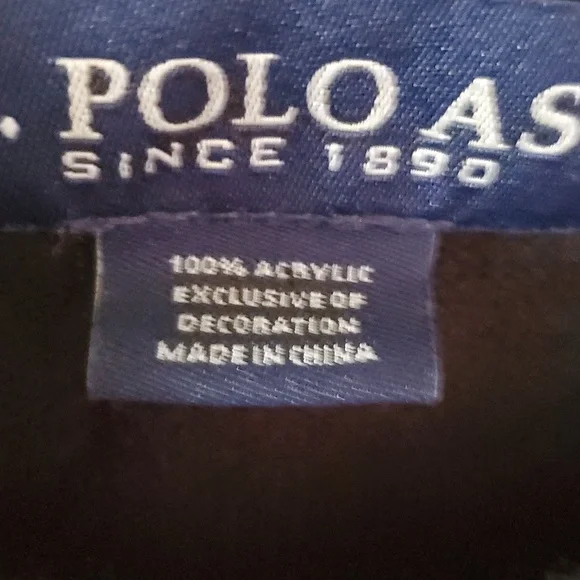 . POLO AS
SINCE 1890
100% ACRYLIC
EXCLUSIVE OF
DECORATION
MADE IN CHINA